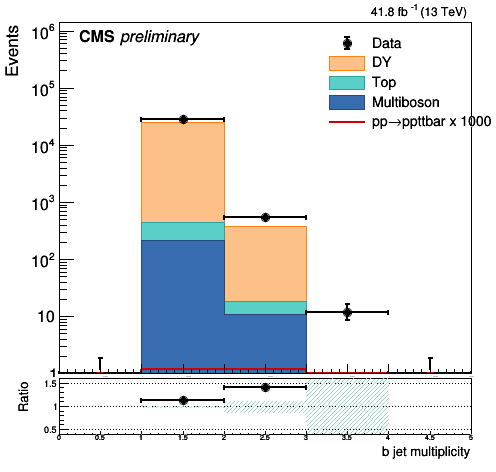 41.8 fb⁻¹ (13 TeV)
CMS preliminary
Events
10⁶
10⁵
10⁴
10³
10²
10
1
Data
DY
Top
Multiboson
pp→ppttbar x 1000
Ratio
1.5
1
0.5
0 0.5 1 1.5 2 2.5 3 3.5 4 4.5 5
b jet multiplicity